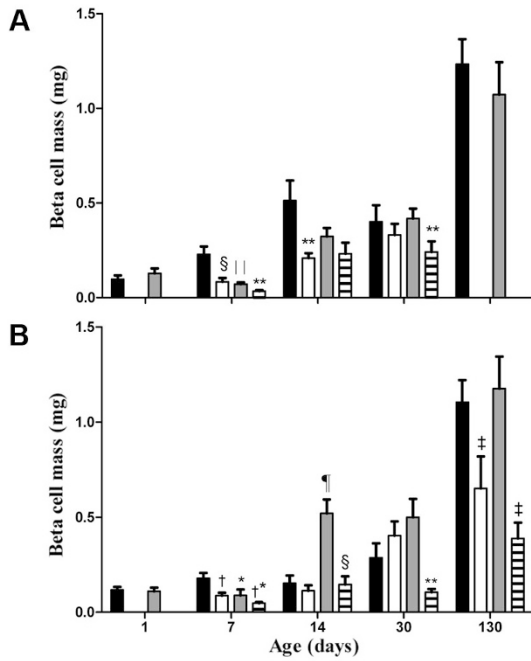 A
Beta cell mass (mg)
1.5
1.0
0.5
0.0
§ || **
**
**
B
Beta cell mass (mg)
1.5
1.0
0.5
0.0
† * †*
¶ §
**
‡ ‡
1 7 14 30 130
Age (days)